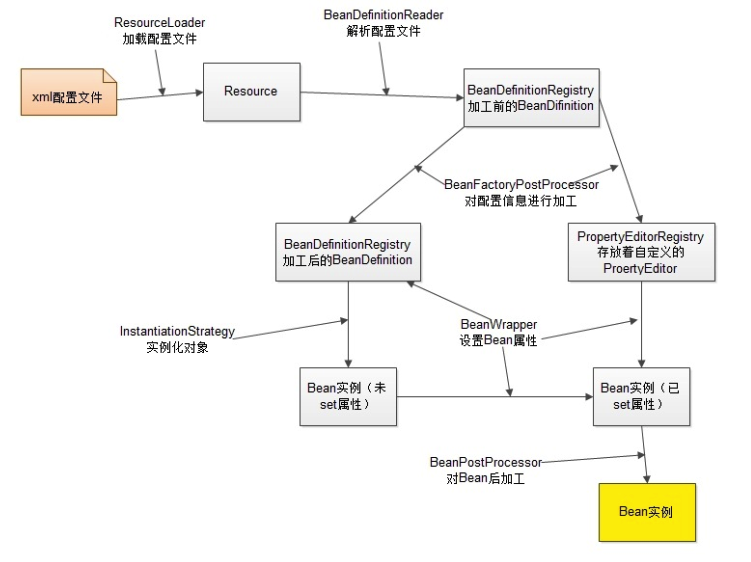 ResourceLoader
加载配置文件
BeanDefinitionReader
解析配置文件
xml配置文件
Resource
BeanDefinitionRegistry
加工前的BeanDifinition
BeanFactoryPostProcessor
对配置信息进行加工
BeanDefinitionRegistry
加工后的BeanDefinition
PropertyEditorRegistry
存放着自定义的
ProertyEditor
InstantiationStrategy
实例化对象
BeanWrapper
设置Bean属性
Bean实例（未
set属性）
Bean实例（已
set属性）
BeanPostProcessor
对Bean后加工
Bean实例